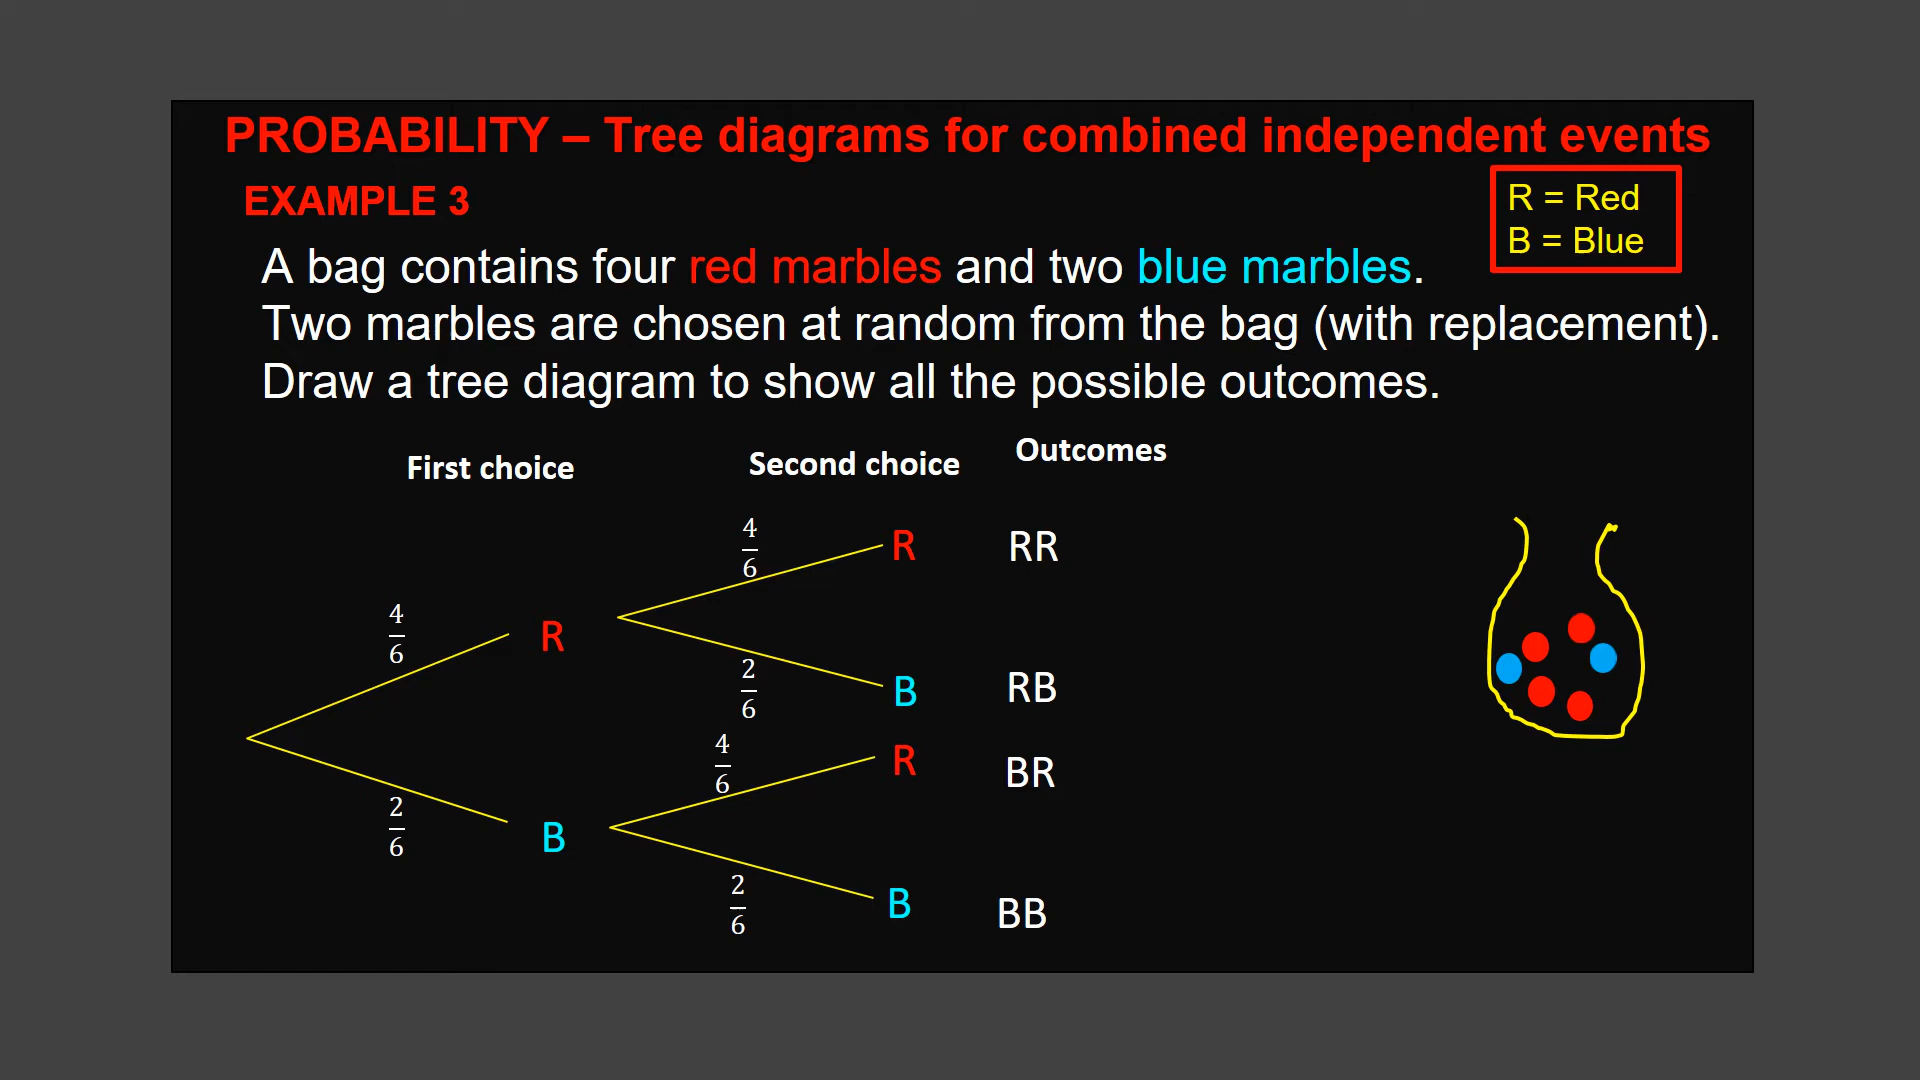 PROBABILITY – Tree diagrams for combined independent events
EXAMPLE 3
R = Red
B = Blue
A bag contains four red marbles and two blue marbles.
Two marbles are chosen at random from the bag (with replacement).
Draw a tree diagram to show all the possible outcomes.
First choice
Second choice
Outcomes
4/6
R
4/6
R
RR
2/6
B
RB
2/6
B
4/6
R
BR
2/6
B
BB